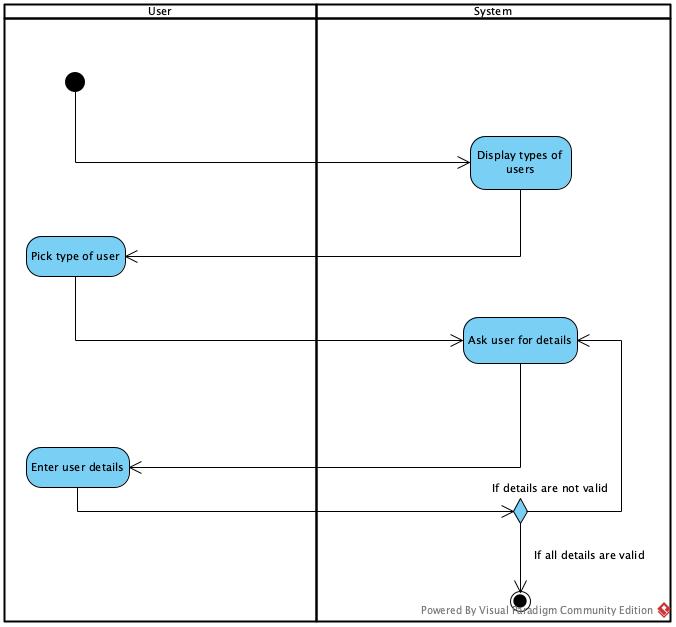 User
System
Display types of
users
Pick type of user
Ask user for details
Enter user details
If details are not valid
If all details are valid
Powered By Visual Paradigm Community Edition